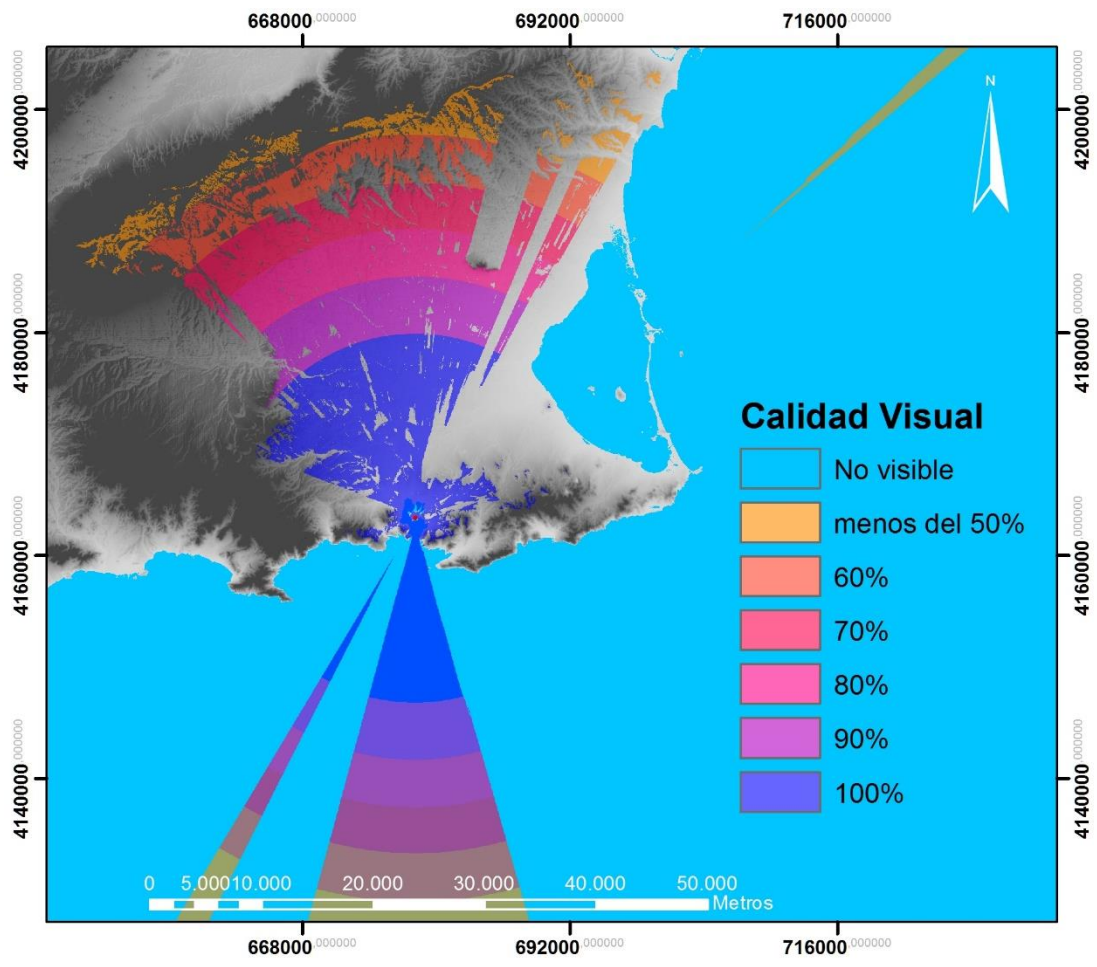 668000.000000 692000.000000 716000.000000
4200000.000000 4200000.000000
N
4180000.000000 4180000.000000
Calidad Visual
No visible
menos del 50%
60%
70%
80%
90%
100%
4160000.000000 4160000.000000
4140000.000000 4140000.000000
0 5.000 10.000 20.000 30.000 40.000 50.000
Metros
668000.000000 692000.000000 716000.000000